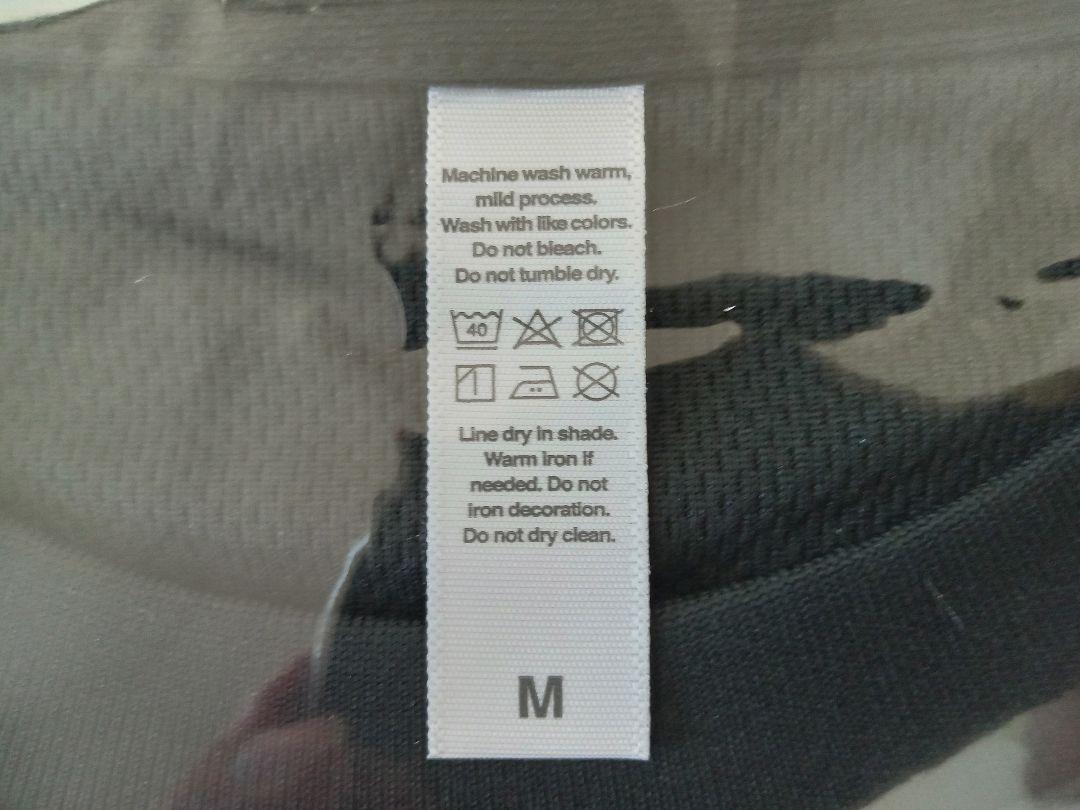 Machine wash warm,
mild process.
Wash with like colors.
Do not bleach.
Do not tumble dry.
40
Line dry in shade.
Warm iron if
needed. Do not
iron decoration.
Do not dry clean.
M